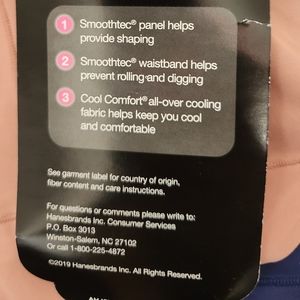 1 Smoothtec® panel helps
provide shaping
2 Smoothtec® waistband helps
prevent rolling and digging
3 Cool Comfort® all-over cooling
fabric helps keep you cool
and comfortable
See garment label for country of origin,
fiber content and care instructions.
For questions or comments please write to:
Hanesbrands Inc. Consumer Services
P.O. Box 3013
Winston-Salem, NC 27102
Or call 1-800-225-4872
©2019 Hanesbrands Inc. All Rights Reserved.